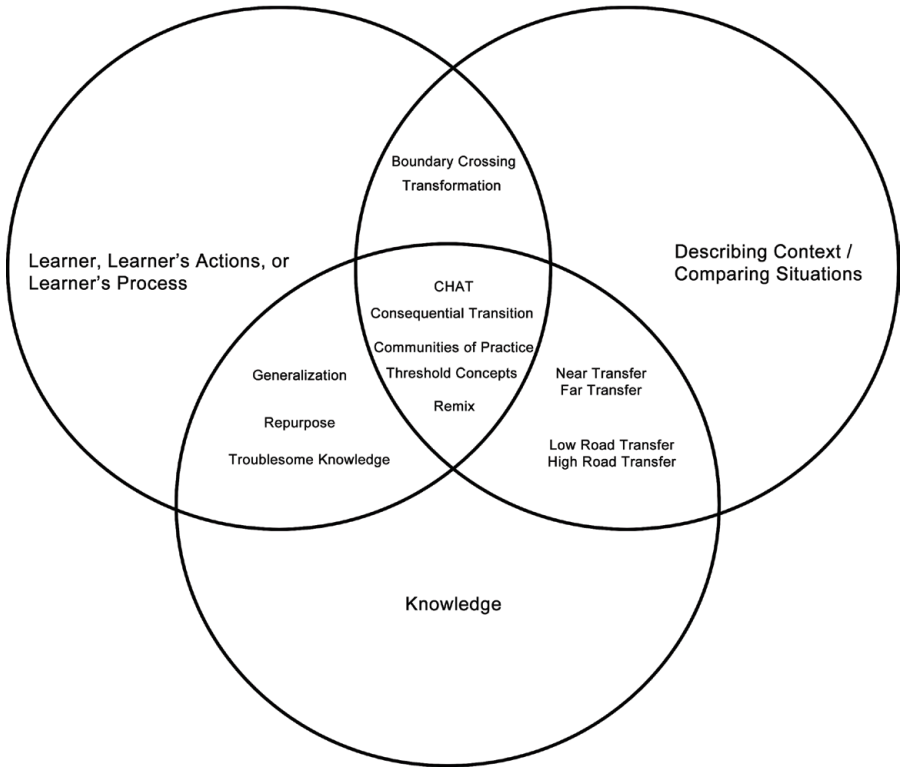 Boundary Crossing
Transformation
Learner, Learner's Actions, or
Learner's Process
Describing Context /
Comparing Situations
CHAT
Consequential Transition
Communities of Practice
Threshold Concepts
Remix
Generalization
Repurpose
Troublesome Knowledge
Near Transfer
Far Transfer
Low Road Transfer
High Road Transfer
Knowledge